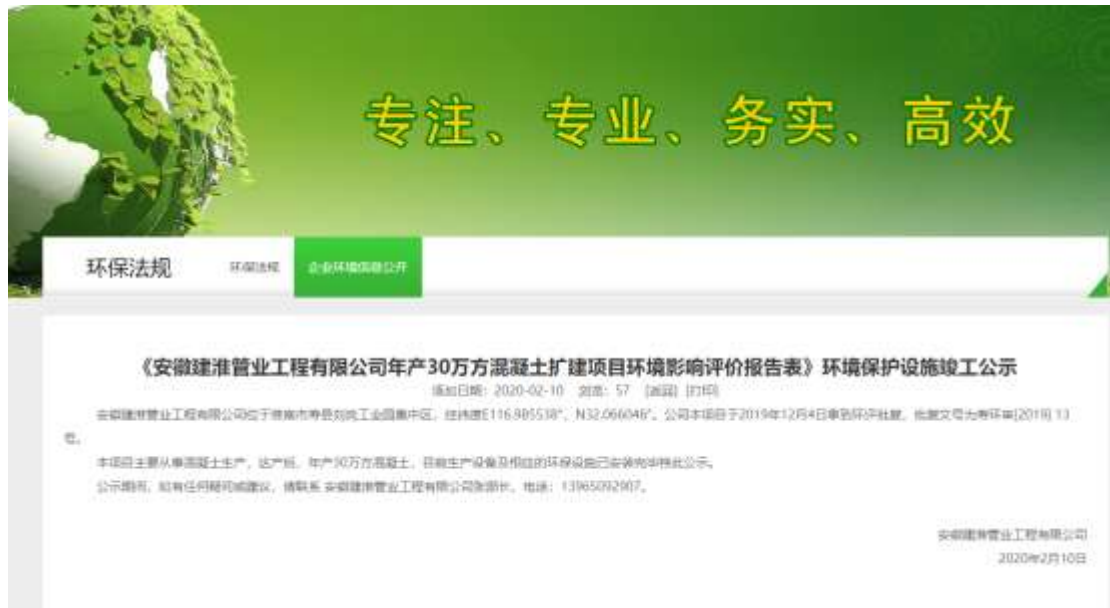 专注、专业、务实、高效
环保法规 环保法规 企业环境信息公开
《安徽建淮管业工程有限公司年产30万方混凝土扩建项目环境影响评价报告表》环境保护设施竣工公示
添加日期：2020-02-10 浏览：57 [返回] [打印]
安徽建淮管业工程有限公司位于淮南市寿县刘岗工业园集中区，经纬度E116.985538°，N32.066046°。公司本项目于2019年12月4日拿到环评批复，批复文号为寿环审[2019] 13
号。
本项目主要从事混凝土生产，达产后，年产30万方混凝土，目前生产设备及相应的环保设施已安装完毕特此公示。
公示期间，如有任何疑问或建议，请联系 安徽建淮管业工程有限公司张部长，电话：13965092907。
安徽建淮管业工程有限公司
2020年2月10日